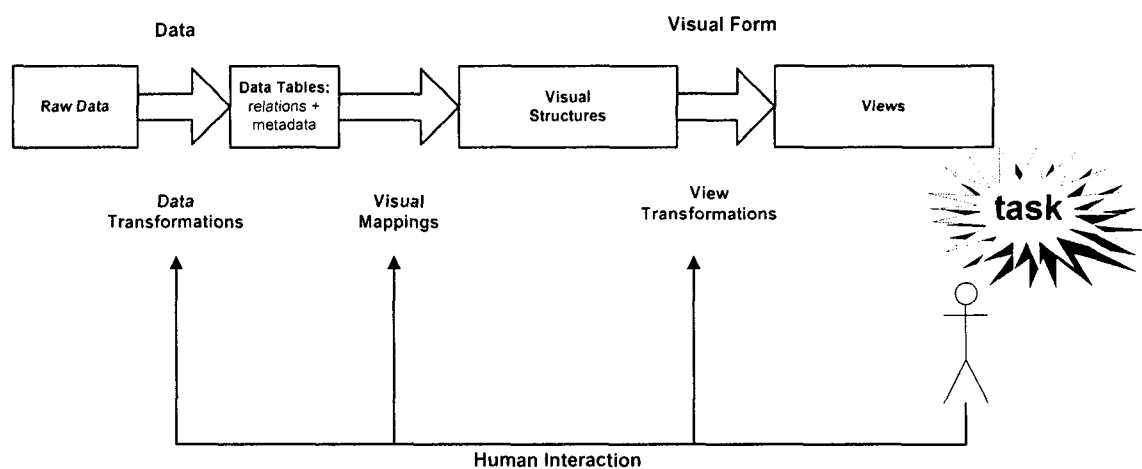 Data
Visual Form
Raw Data
Data Tables:
relations +
metadata
Visual
Structures
Views
Data
Transformations
Visual
Mappings
View
Transformations
task
Human Interaction